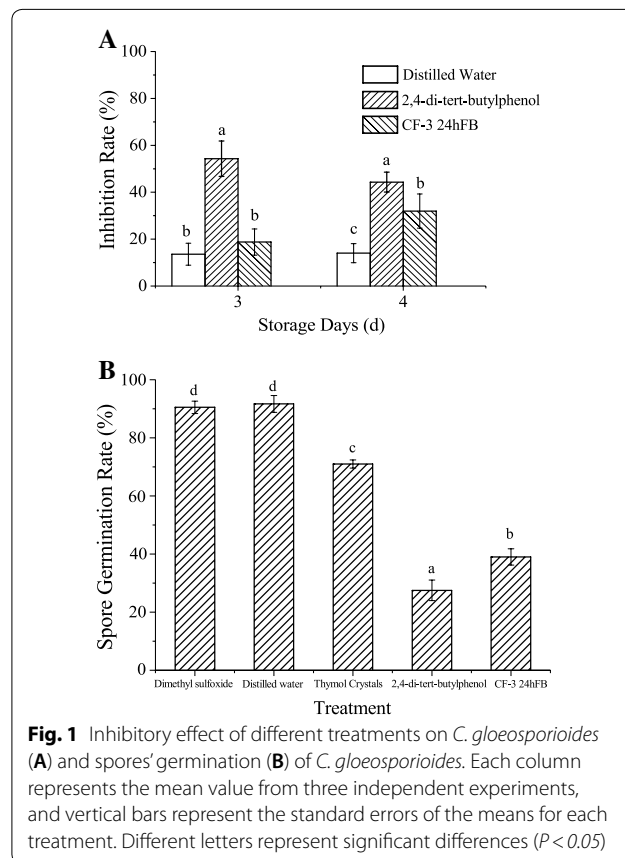 A
100
80
60
40
20
0
Inhibition Rate (%)
Distilled Water
2,4-di-tert-butylphenol
CF-3 24hFB
b
a
b
c
a
b
3
4
Storage Days (d)
B
100
80
60
40
20
0
Spore Germination Rate (%)
d
d
c
a
b
Dimethyl sulfoxide
Distilled water
Thymol Crystals
2,4-di-tert-butylphenol
CF-3 24hFB
Treatment
Fig. 1 Inhibitory effect of different treatments on C. gloeosporioides
(A) and spores’ germination (B) of C. gloeosporioides. Each column
represents the mean value from three independent experiments,
and vertical bars represent the standard errors of the means for each
treatment. Different letters represent significant differences (P < 0.05)